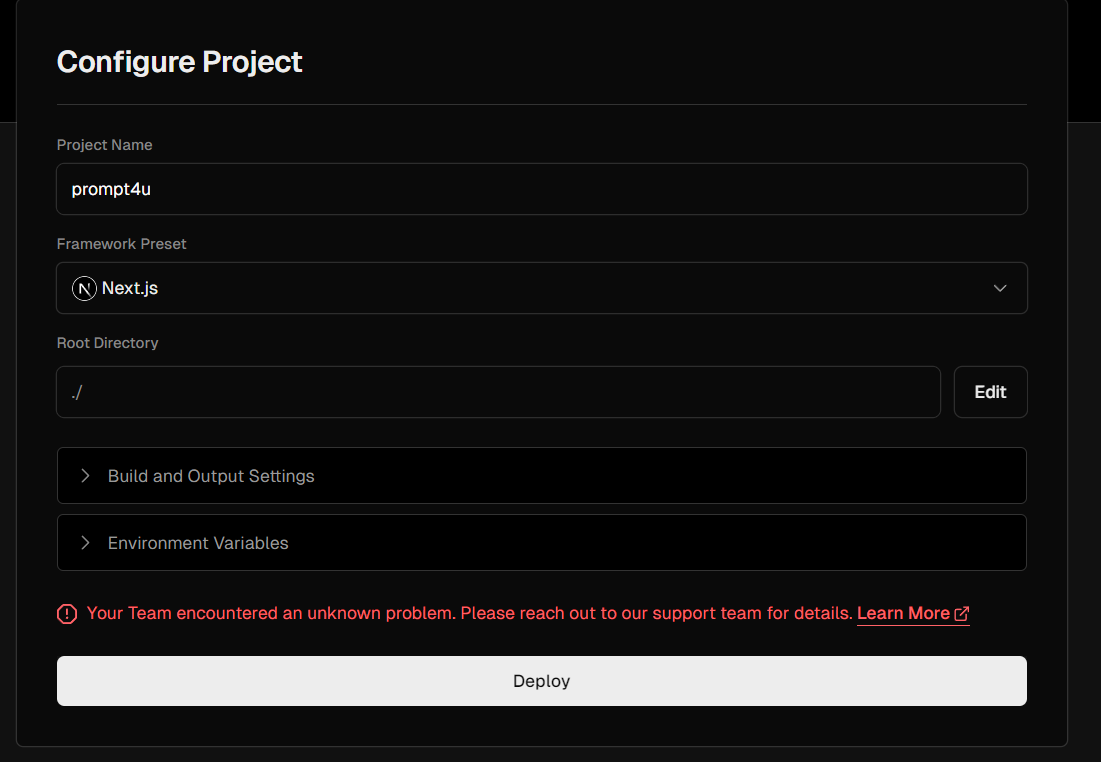 Configure Project
Project Name
prompt4u
Framework Preset
N Next.js
Root Directory
./
Edit
Build and Output Settings
Environment Variables
Your Team encountered an unknown problem. Please reach out to our support team for details. Learn More
Deploy